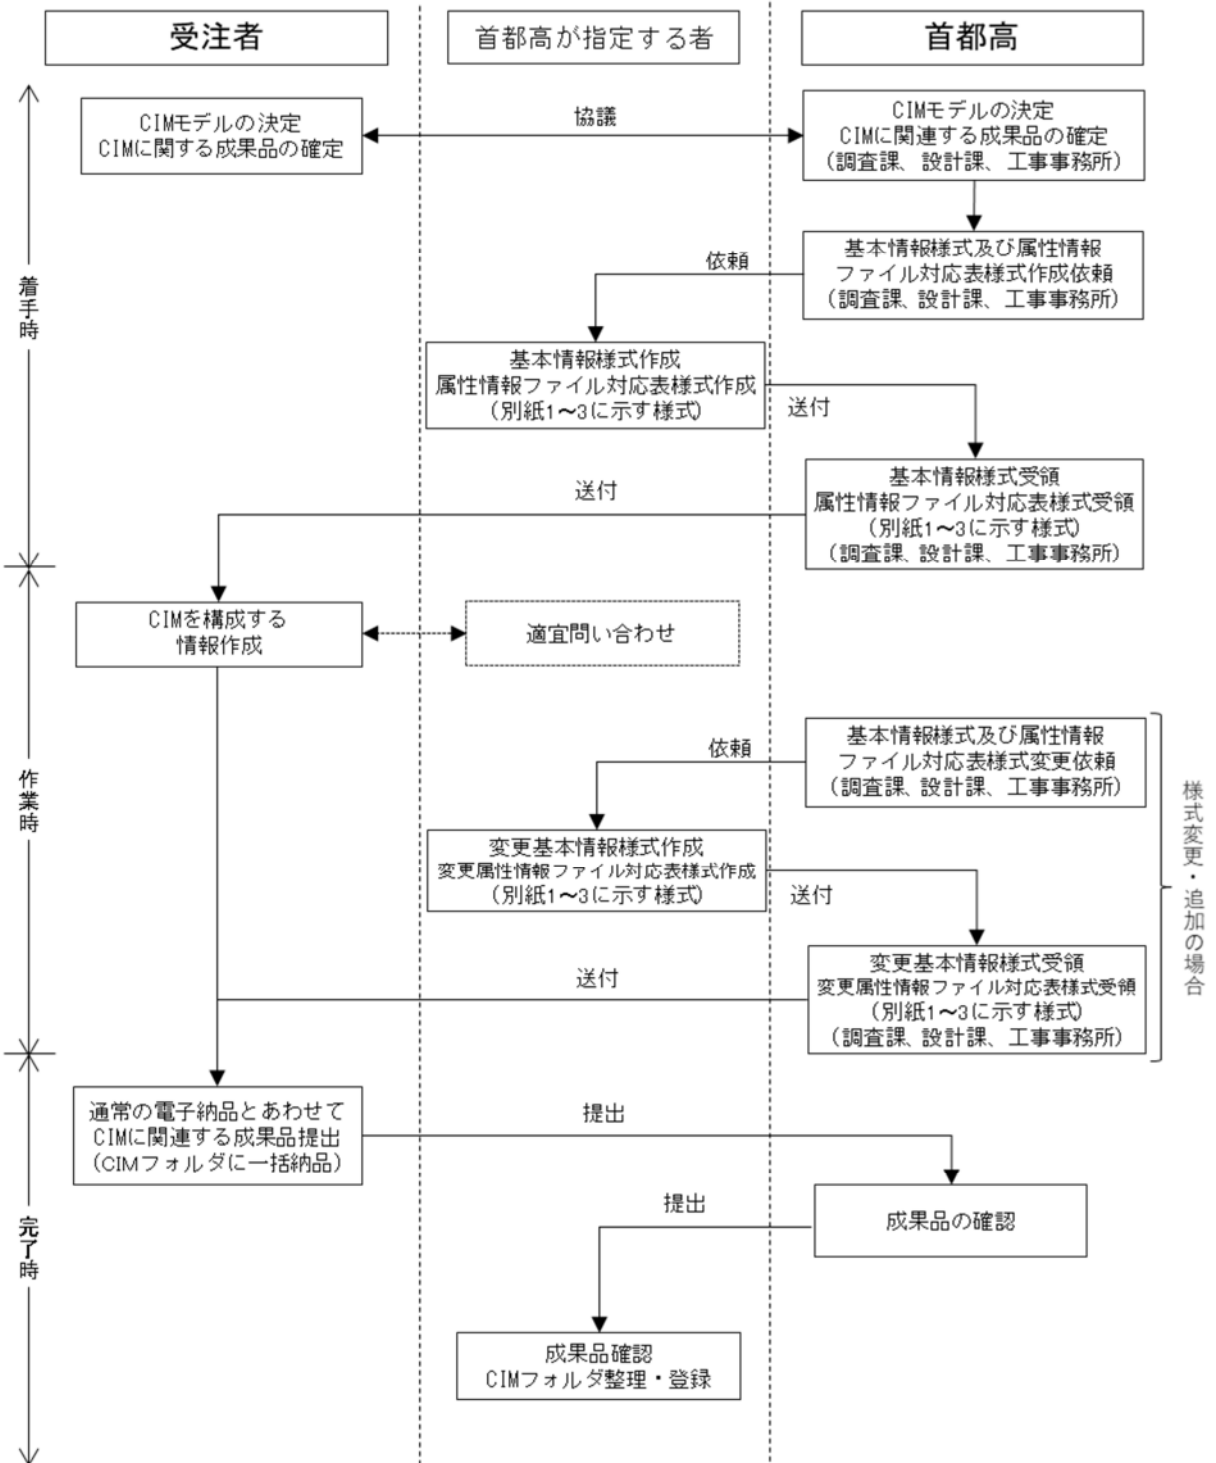 受注者
首都高が指定する者
首都高
CIMモデルの決定
CIMに関する成果品の確定
協議
CIMモデルの決定
CIMに関連する成果品の確定
(調査課、設計課、工事事務所)
着手時
依頼
基本情報様式及び属性情報
ファイル対応表様式作成依頼
(調査課、設計課、工事事務所)
基本情報様式作成
属性情報ファイル対応表様式作成
(別紙1～3に示す様式)
送付
基本情報様式受領
属性情報ファイル対応表様式受領
(別紙1～3に示す様式)
(調査課、設計課、工事事務所)
送付
CIMを構成する
情報作成
適宜問い合わせ
作業時
依頼
基本情報様式及び属性情報
ファイル対応表様式変更依頼
(調査課、設計課、工事事務所)
様式変更・追加の場合
変更基本情報様式作成
変更属性情報ファイル対応表様式作成
(別紙1～3に示す様式)
送付
変更基本情報様式受領
変更属性情報ファイル対応表様式受領
(別紙1～3に示す様式)
(調査課、設計課、工事事務所)
送付
通常の電子納品とあわせて
CIMに関連する成果品提出
(CIMフォルダに一括納品)
提出
完了時
成果品の確認
提出
成果品確認
CIMフォルダ整理・登録